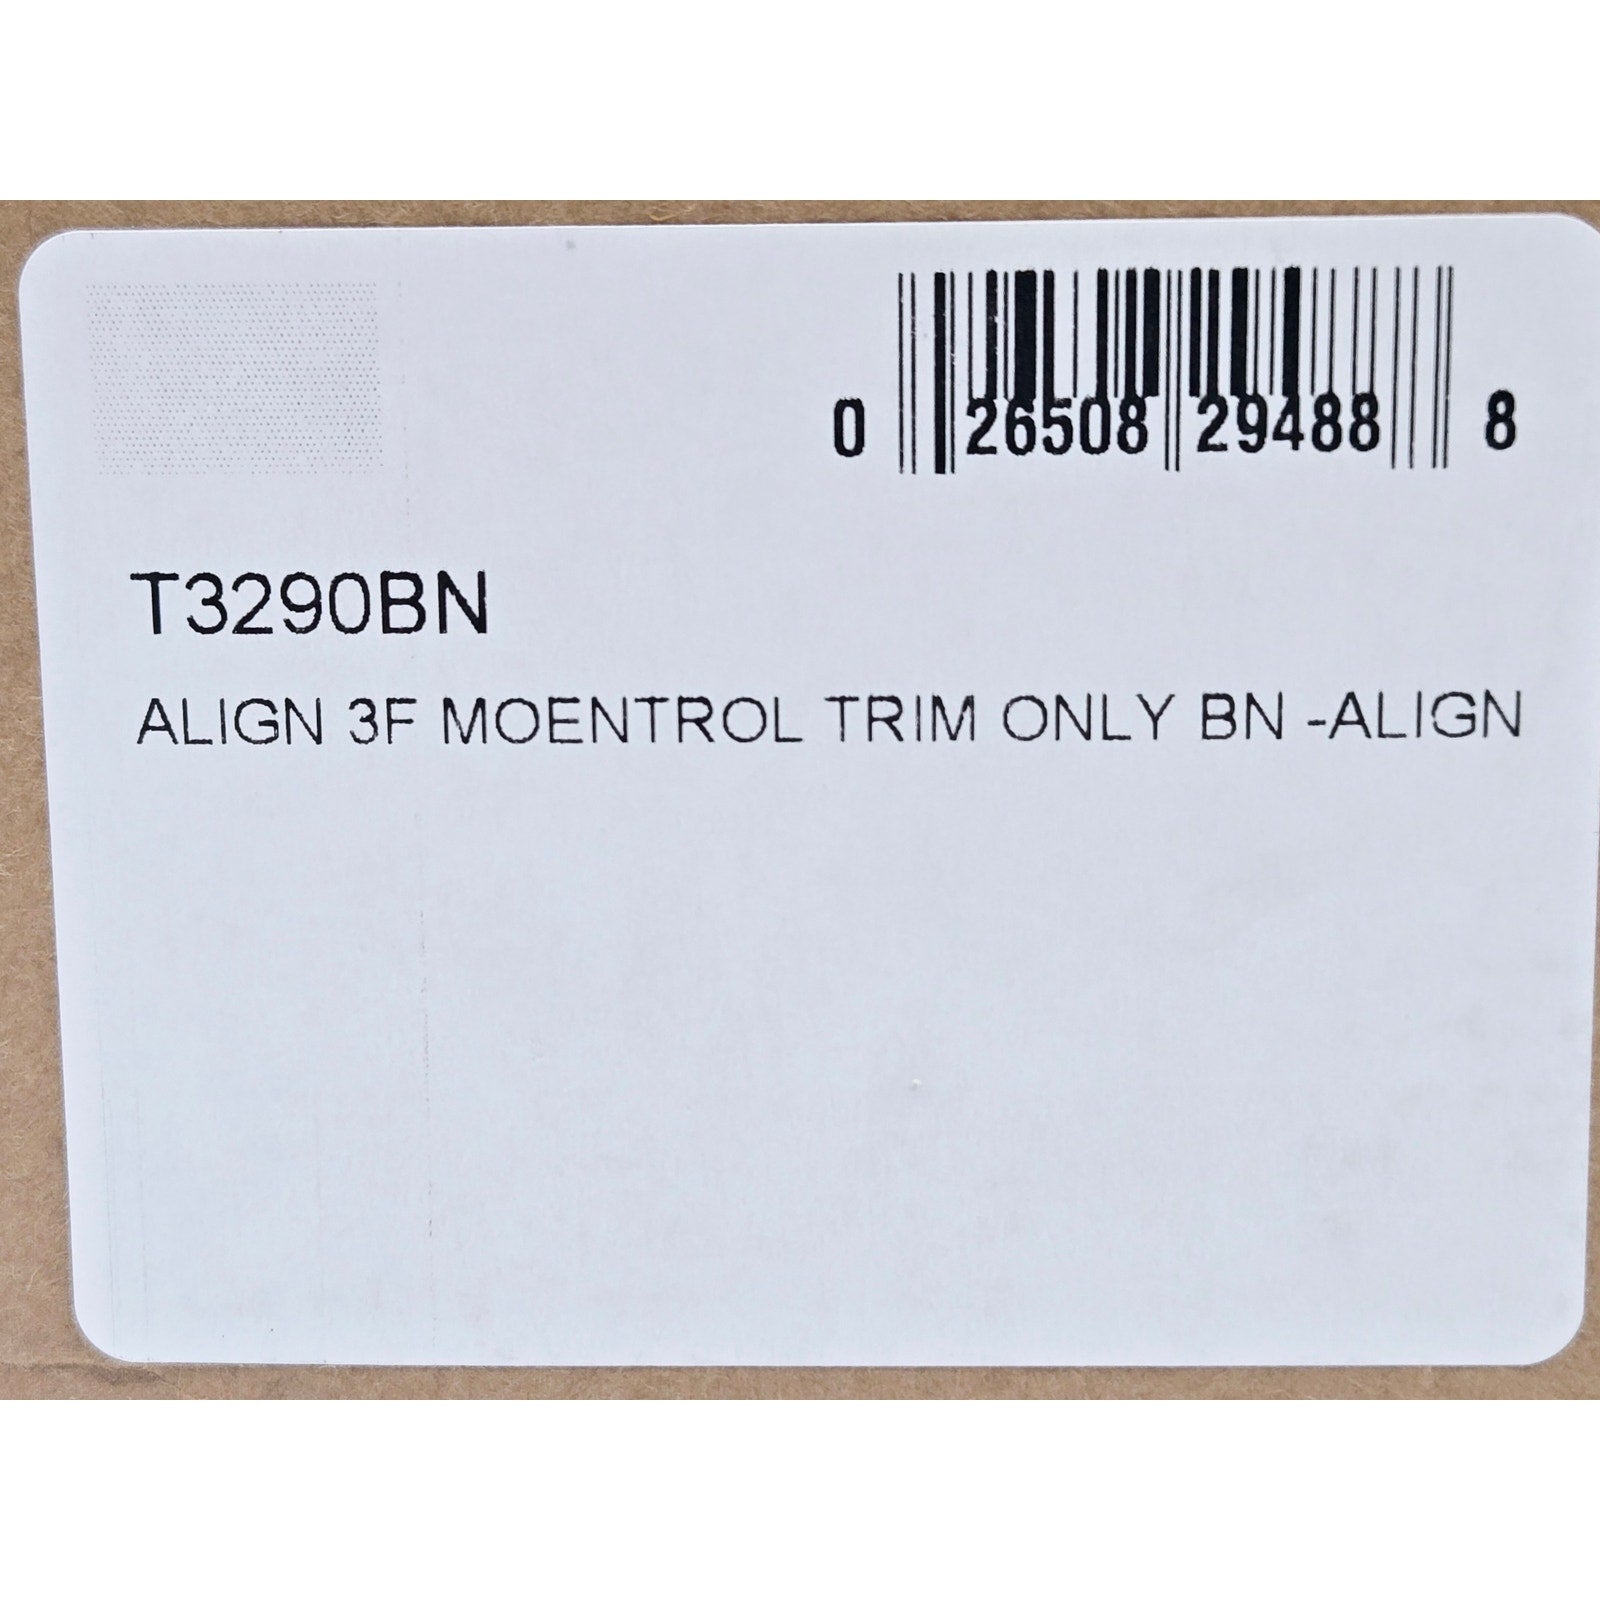 0 26508 29488 8
T3290BN
ALIGN 3F MOENTROL TRIM ONLY BN -ALIGN